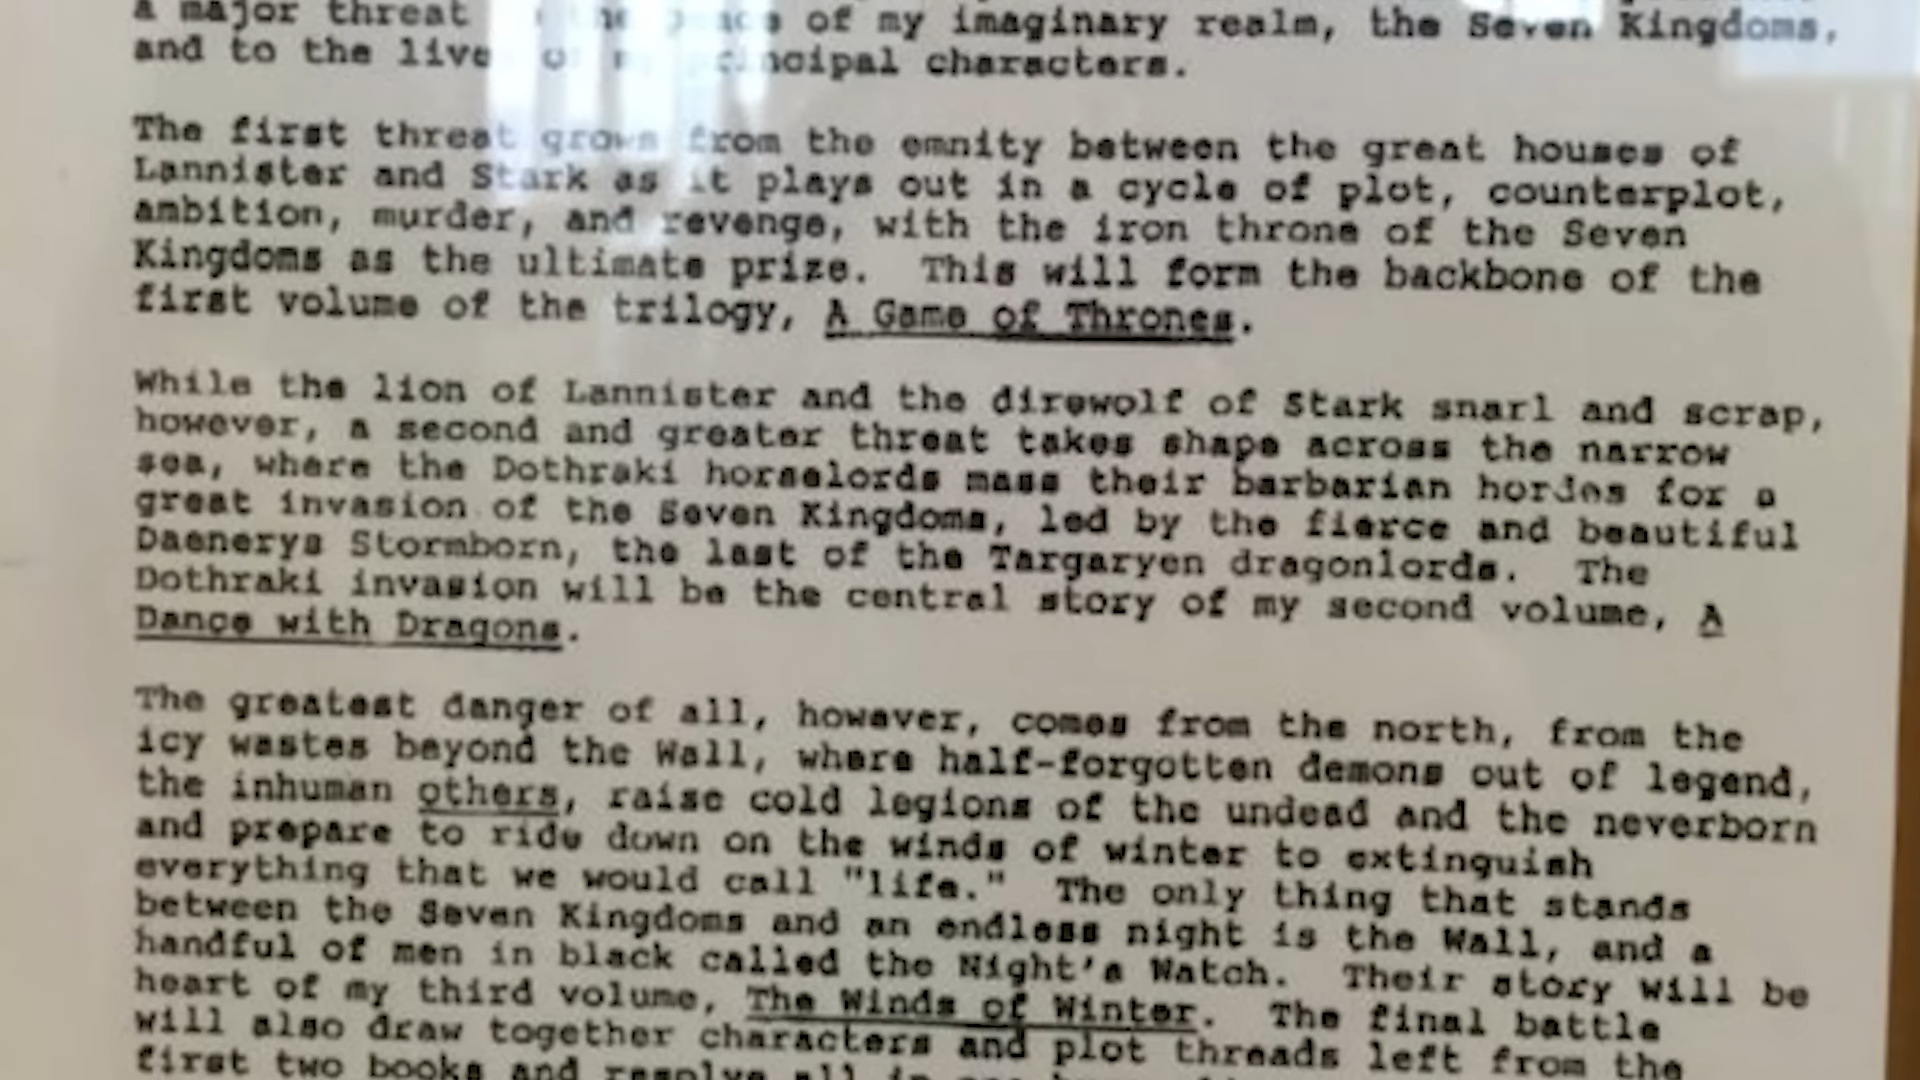 a major threat of my imaginary realm, the Seven Kingdoms,
and to the lives principal characters.
The first threat grows from the emnity between the great houses of
Lannister and Stark as it plays out in a cycle of plot, counterplot,
ambition, murder, and revenge, with the iron throne of the Seven
Kingdoms as the ultimate prize. This will form the backbone of the
first volume of the trilogy, A Game of Thrones.
While the lion of Lannister and the direwolf of Stark snarl and scrap,
however, a second and greater threat takes shape across the narrow
sea, where the Dothraki horselords mass their barbarian hordes for a
great invasion of the Seven Kingdoms, led by the fierce and beautiful
Daenerys Stormborn, the last of the Targaryen dragonlords. The
Dothraki invasion will be the central story of my second volume, A
Dance with Dragons.
The greatest danger of all, however, comes from the north, from the
icy wastes beyond the Wall, where half-forgotten demons out of legend,
the inhuman others, raise cold legions of the undead and the neverborn
and prepare to ride down on the winds of winter to extinguish
everything that we would call "life." The only thing that stands
between the Seven Kingdoms and an endless night is the Wall, and a
handful of men in black called the Night's Watch. Their story will be
heart of my third volume, The Winds of Winter. The final battle
will also draw together characters and plot threads left from the
first two books and resolve all in